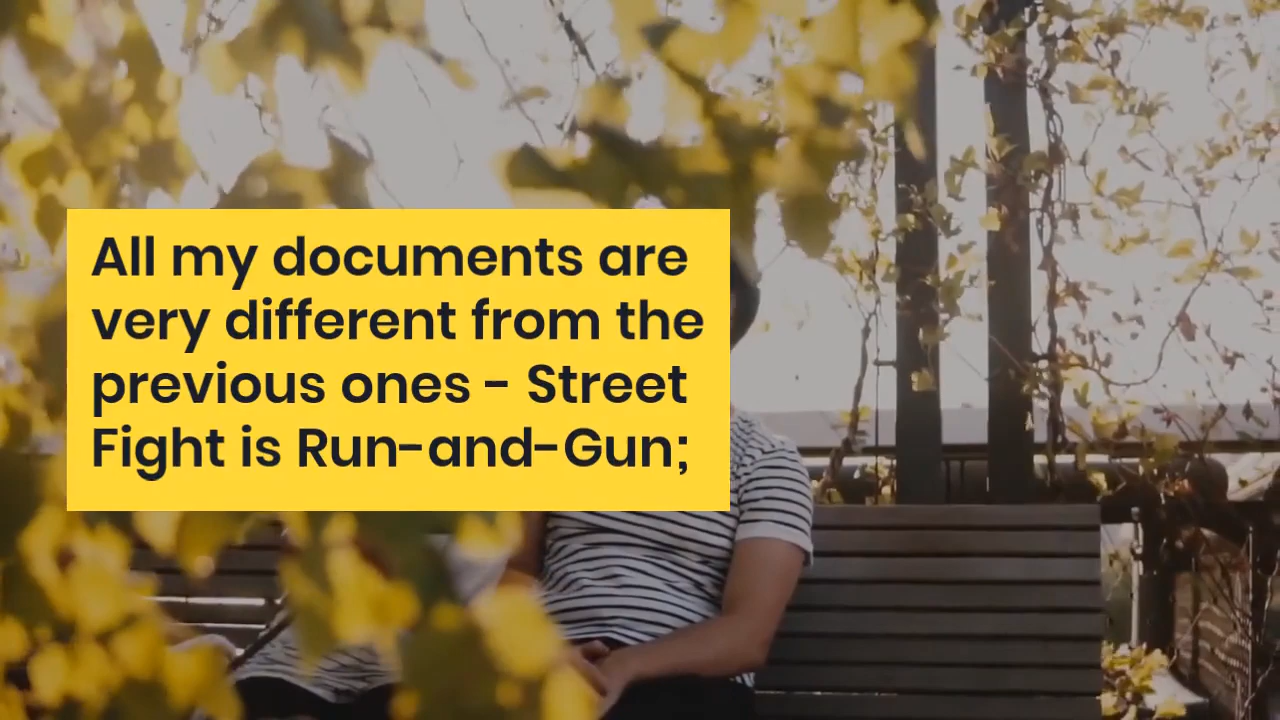 All my documents are
very different from the
previous ones - Street
Fight is Run-and-Gun;